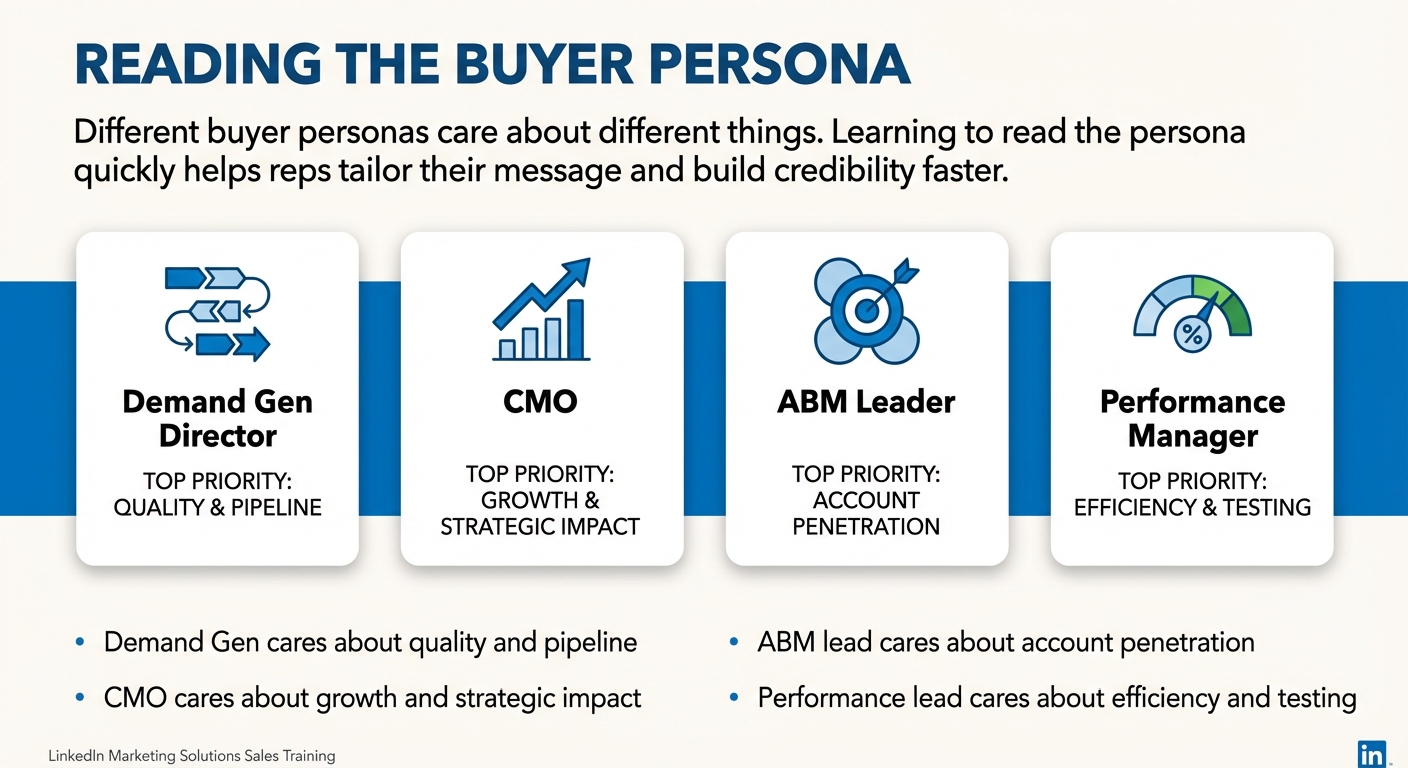 READING THE BUYER PERSONA
Different buyer personas care about different things. Learning to read the persona
quickly helps reps tailor their message and build credibility faster.
Demand Gen
Director
TOP PRIORITY:
QUALITY & PIPELINE
CMO
TOP PRIORITY:
GROWTH &
STRATEGIC IMPACT
ABM Leader
TOP PRIORITY:
ACCOUNT
PENETRATION
%
Performance
Manager
TOP PRIORITY:
EFFICIENCY & TESTING
• Demand Gen cares about quality and pipeline
• CMO cares about growth and strategic impact
• ABM lead cares about account penetration
• Performance lead cares about efficiency and testing
LinkedIn Marketing Solutions Sales Training
in